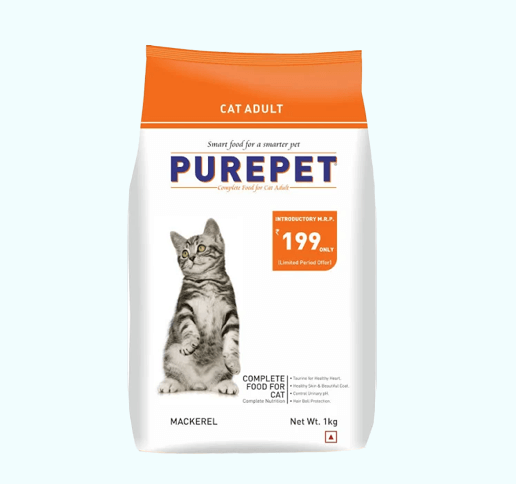 CAT ADULT
Smart food for a smarter pet
PUREPET
Complete Food for Cat Adult
INTRODUCTORY M.R.P.
₹ 199 ONLY
(Limited Period Offer)
COMPLETE
FOOD FOR
CAT
Complete Nutrition
• Taurine for Healthy Heart.
• Healthy Skin & Beautiful Coat.
• Control Urinary pH.
• Hair Ball Protection.
MACKEREL
Net Wt. 1kg